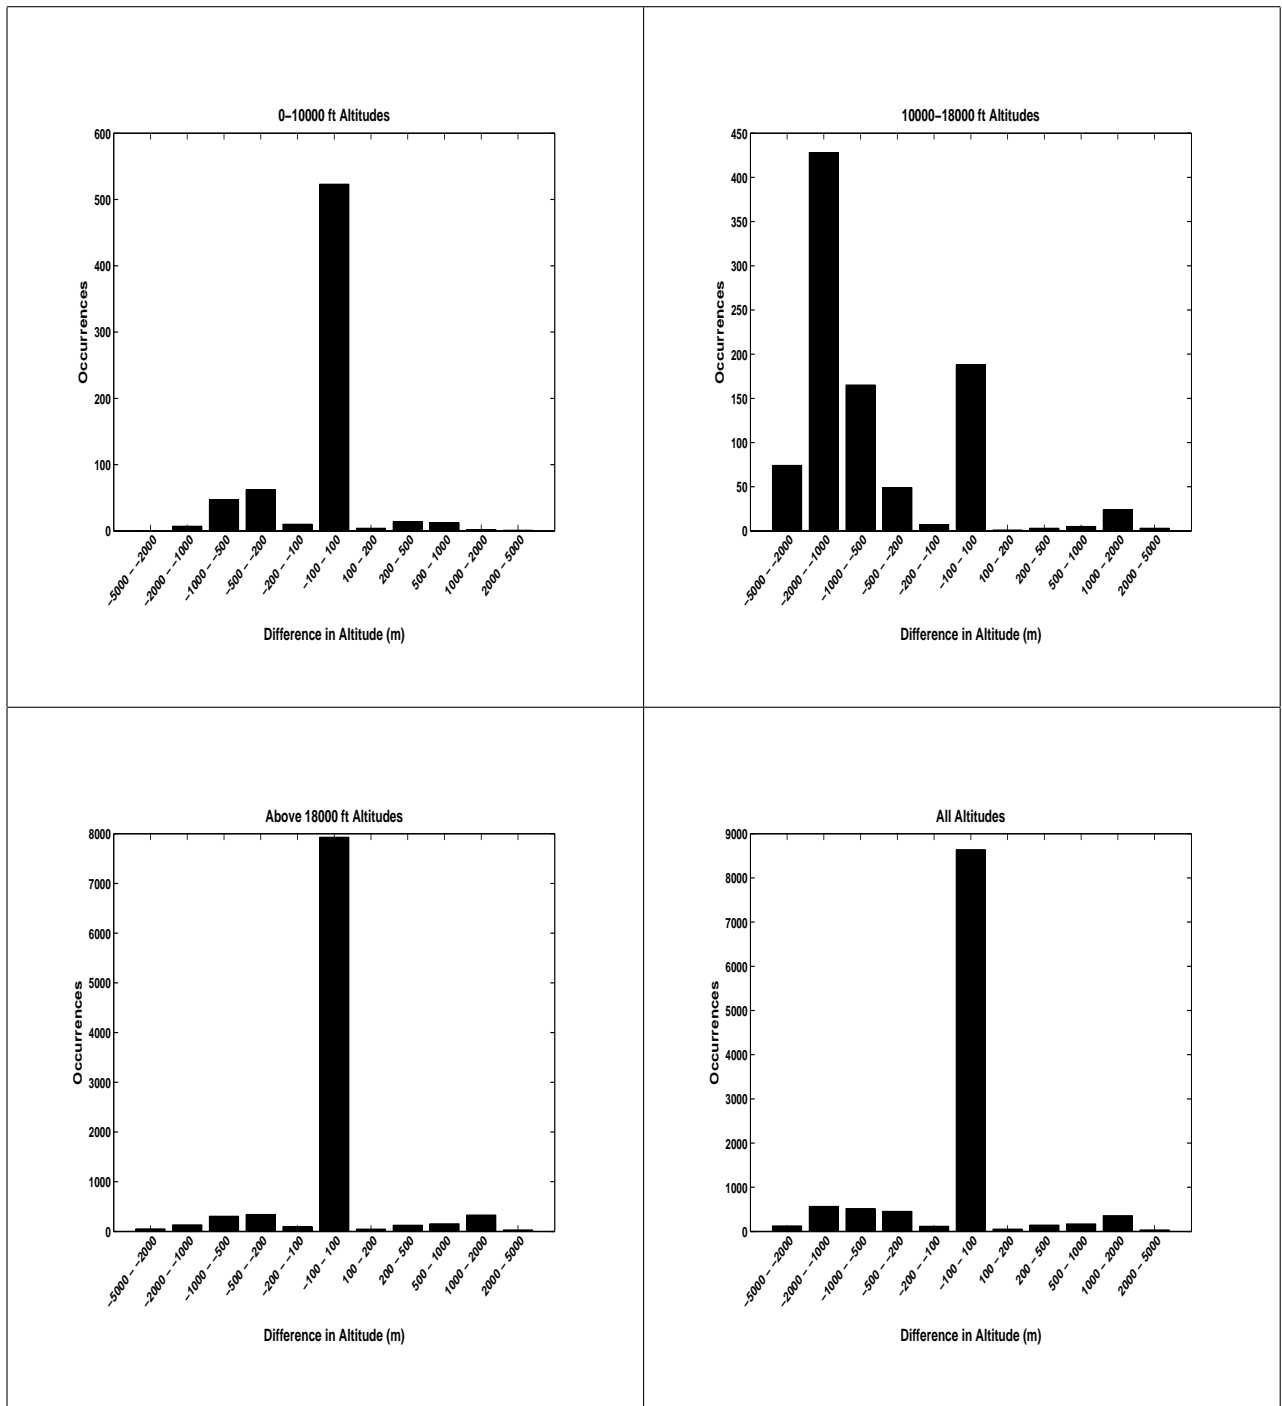 0−10000 ft Altitudes
600
500
400
300
200
100
0
Occurrences
−5000 − −2000
−2000 − −1000
−1000 − −500
−500 − −200
−200 − −100
−100 − 100
100 − 200
200 − 500
500 − 1000
1000 − 2000
2000 − 5000
Difference in Altitude (m)
10000−18000 ft Altitudes
450
400
350
300
250
200
150
100
50
0
Occurrences
−5000 − −2000
−2000 − −1000
−1000 − −500
−500 − −200
−200 − −100
−100 − 100
100 − 200
200 − 500
500 − 1000
1000 − 2000
2000 − 5000
Difference in Altitude (m)
Above 18000 ft Altitudes
8000
7000
6000
5000
4000
3000
2000
1000
0
Occurrences
−5000 − −2000
−2000 − −1000
−1000 − −500
−500 − −200
−200 − −100
−100 − 100
100 − 200
200 − 500
500 − 1000
1000 − 2000
2000 − 5000
Difference in Altitude (m)
All Altitudes
9000
8000
7000
6000
5000
4000
3000
2000
1000
0
Occurrences
−5000 − −2000
−2000 − −1000
−1000 − −500
−500 − −200
−200 − −100
−100 − 100
100 − 200
200 − 500
500 − 1000
1000 − 2000
2000 − 5000
Difference in Altitude (m)